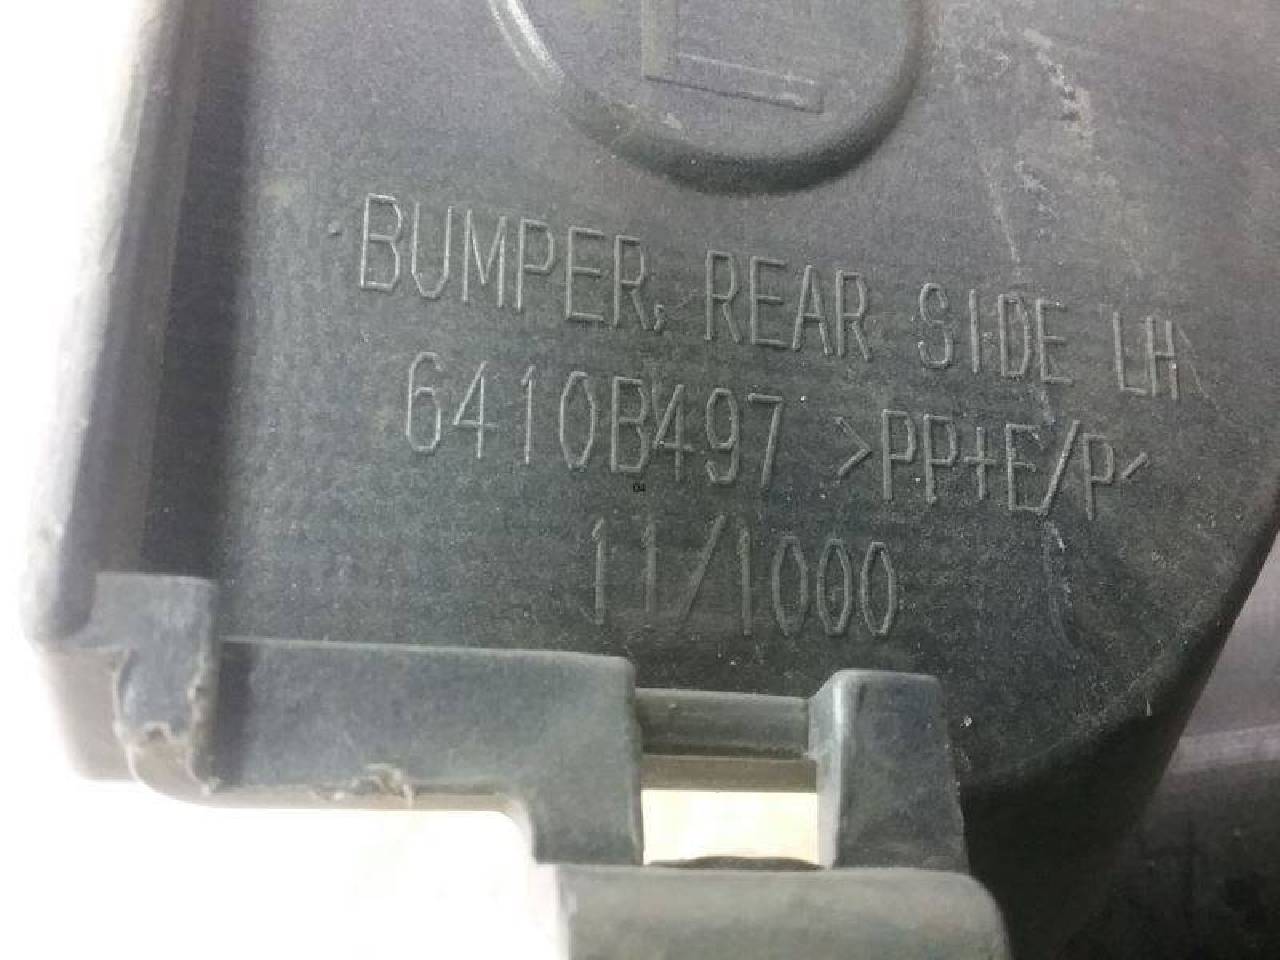 L
BUMPER, REAR SIDE LH
6410B497 >PP+E/P<
11/1000